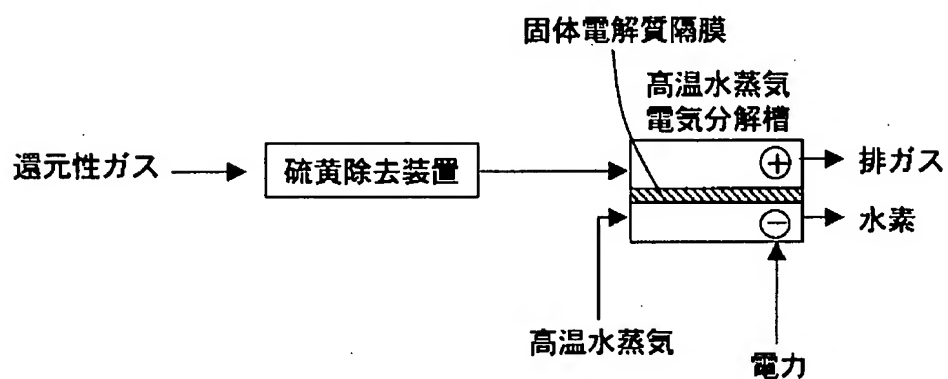 固体電解質隔膜
高温水蒸気
電気分解槽
還元性ガス
硫黄除去装置
＋
排ガス
−
水素
高温水蒸気
電力